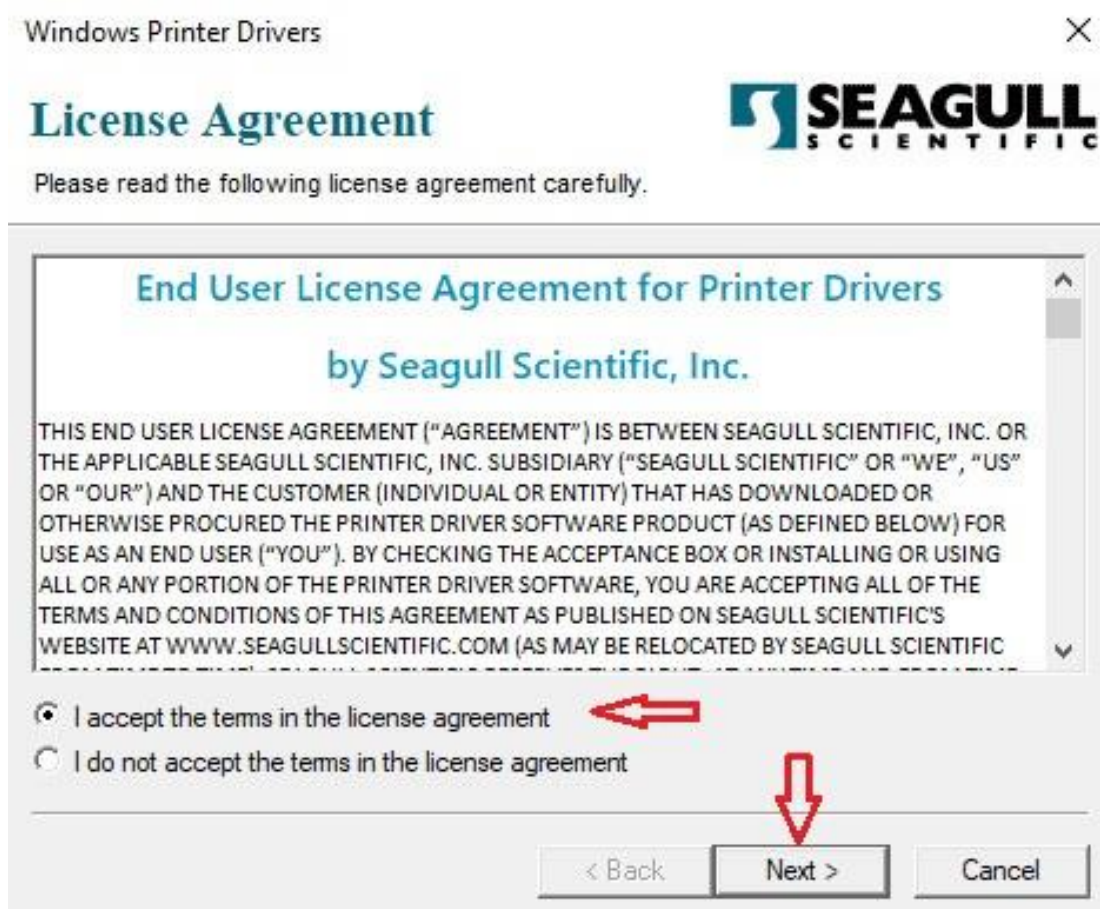 Windows Printer Drivers
License Agreement
SEAGULL
SCIENTIFIC
Please read the following license agreement carefully.
End User License Agreement for Printer Drivers
by Seagull Scientific, Inc.
THIS END USER LICENSE AGREEMENT (“AGREEMENT”) IS BETWEEN SEAGULL SCIENTIFIC, INC. OR
THE APPLICABLE SEAGULL SCIENTIFIC, INC. SUBSIDIARY (“SEAGULL SCIENTIFIC” OR “WE”, “US”
OR “OUR”) AND THE CUSTOMER (INDIVIDUAL OR ENTITY) THAT HAS DOWNLOADED OR
OTHERWISE PROCURED THE PRINTER DRIVER SOFTWARE PRODUCT (AS DEFINED BELOW) FOR
USE AS AN END USER (“YOU”). BY CHECKING THE ACCEPTANCE BOX OR INSTALLING OR USING
ALL OR ANY PORTION OF THE PRINTER DRIVER SOFTWARE, YOU ARE ACCEPTING ALL OF THE
TERMS AND CONDITIONS OF THIS AGREEMENT AS PUBLISHED ON SEAGULL SCIENTIFIC'S
WEBSITE AT WWW.SEAGULLSCIENTIFIC.COM (AS MAY BE RELOCATED BY SEAGULL SCIENTIFIC
I accept the terms in the license agreement
I do not accept the terms in the license agreement
< Back
Next >
Cancel